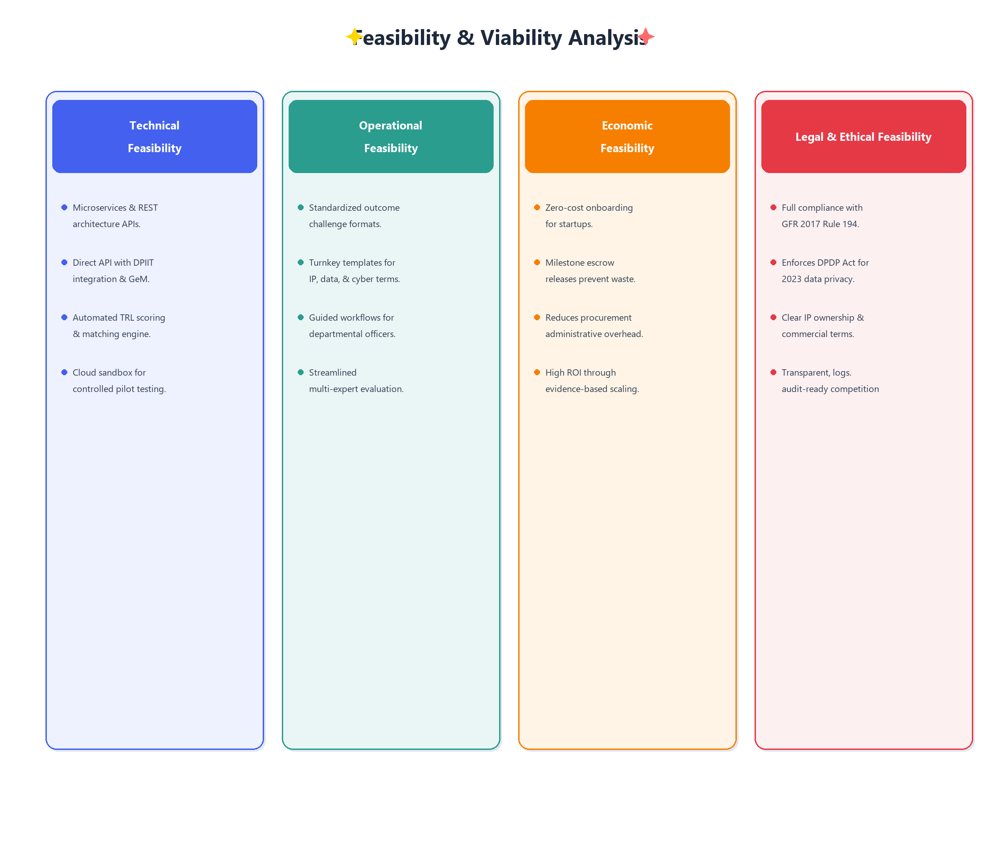 Feasibility & Viability Analysis
Technical
Feasibility
Microservices & REST
architecture APIs.
Direct API with DPIIT
integration & GeM.
Automated TRL scoring
& matching engine.
Cloud sandbox for
controlled pilot testing.
Operational
Feasibility
Standardized outcome
challenge formats.
Turnkey templates for
IP, data, & cyber terms.
Guided workflows for
departmental officers.
Streamlined
multi-expert evaluation.
Economic
Feasibility
Zero-cost onboarding
for startups.
Milestone escrow
releases prevent waste.
Reduces procurement
administrative overhead.
High ROI through
evidence-based scaling.
Legal & Ethical Feasibility
Full compliance with
GFR 2017 Rule 194.
Enforces DPDP Act for
2023 data privacy.
Clear IP ownership &
commercial terms.
Transparent, logs.
audit-ready competition